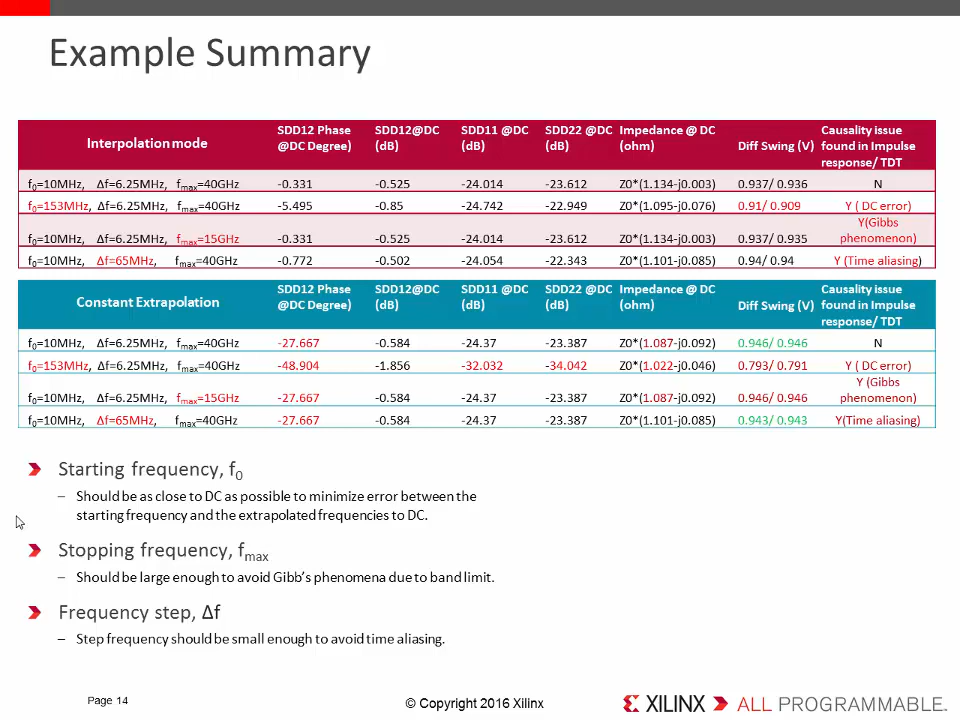 Example Summary
Interpolation mode SDD12 Phase @DC Degree) SDD12@DC (dB) SDD11 @DC (dB) SDD22 @DC (dB) Impedance @ DC (ohm) Diff Swing (V) Causality issue found in Impulse response/ TDT
f0=10MHz, Δf=6.25MHz, fmax=40GHz -0.331 -0.525 -24.014 -23.612 Z0*(1.134-j0.003) 0.937/ 0.936 N
f0=153MHz, Δf=6.25MHz, fmax=40GHz -5.495 -0.85 -24.742 -22.949 Z0*(1.095-j0.076) 0.91/ 0.909 Y ( DC error)
f0=10MHz, Δf=6.25MHz, fmax=15GHz -0.331 -0.525 -24.014 -23.612 Z0*(1.134-j0.003) 0.937/ 0.935 Y(Gibbs phenomenon)
f0=10MHz, Δf=65MHz, fmax=40GHz -0.772 -0.502 -24.054 -22.343 Z0*(1.101-j0.085) 0.94/ 0.94 Y (Time aliasing)
Constant Extrapolation SDD12 Phase @DC Degree) SDD12@DC (dB) SDD11 @DC (dB) SDD22 @DC (dB) Impedance @ DC (ohm) Diff Swing (V) Causality issue found in Impulse response/ TDT
f0=10MHz, Δf=6.25MHz, fmax=40GHz -27.667 -0.584 -24.37 -23.387 Z0*(1.087-j0.092) 0.946/ 0.946 N
f0=153MHz, Δf=6.25MHz, fmax=40GHz -48.904 -1.856 -32.032 -34.042 Z0*(1.022-j0.046) 0.793/ 0.791 Y ( DC error)
f0=10MHz, Δf=6.25MHz, fmax=15GHz -27.667 -0.584 -24.37 -23.387 Z0*(1.087-j0.092) 0.946/ 0.946 Y (Gibbs phenomenon)
f0=10MHz, Δf=65MHz, fmax=40GHz -27.667 -0.584 -24.37 -23.387 Z0*(1.101-j0.085) 0.943/ 0.943 Y(Time aliasing)
Starting frequency, f0
– Should be as close to DC as possible to minimize error between the
starting frequency and the extrapolated frequencies to DC.
Stopping frequency, fmax
– Should be large enough to avoid Gibb's phenomena due to band limit.
Frequency step, Δf
– Step frequency should be small enough to avoid time aliasing.
Page 14
© Copyright 2016 Xilinx
XILINX ALL PROGRAMMABLE.